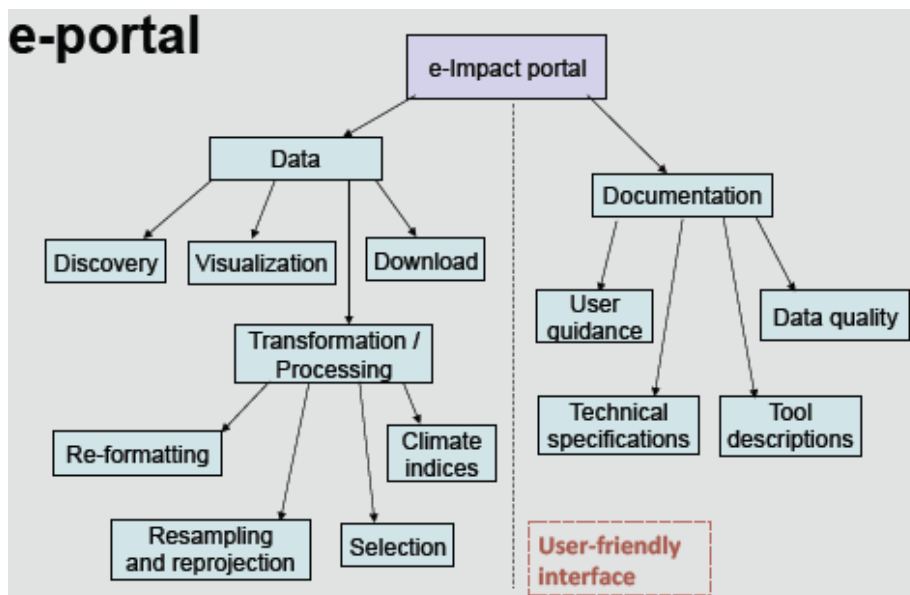 e-portal
e-Impact portal
Data
Documentation
Discovery
Visualization
Download
User
guidance
Data quality
Transformation /
Processing
Technical
specifications
Tool
descriptions
Re-formatting
Climate
indices
Resampling
and reprojection
Selection
User-friendly
interface